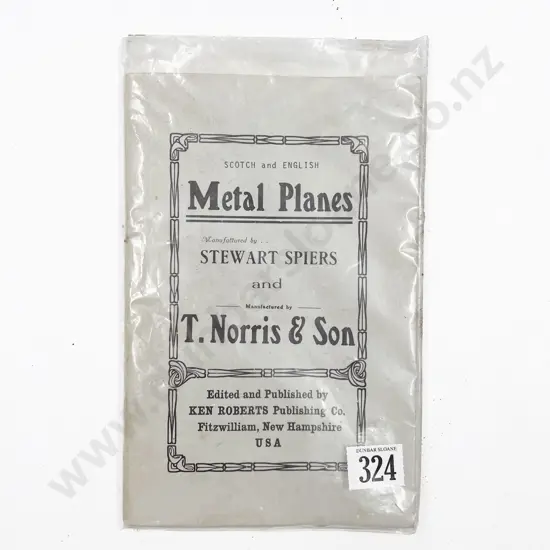 SCOTCH and ENGLISH
Metal Planes
Manufactured by . .
STEWART SPIERS
and
Manufactured by
T. Norris & Son
Edited and Published by
KEN ROBERTS Publishing Co.
Fitzwilliam, New Hampshire
USA
DUNBAR SLOANE
324